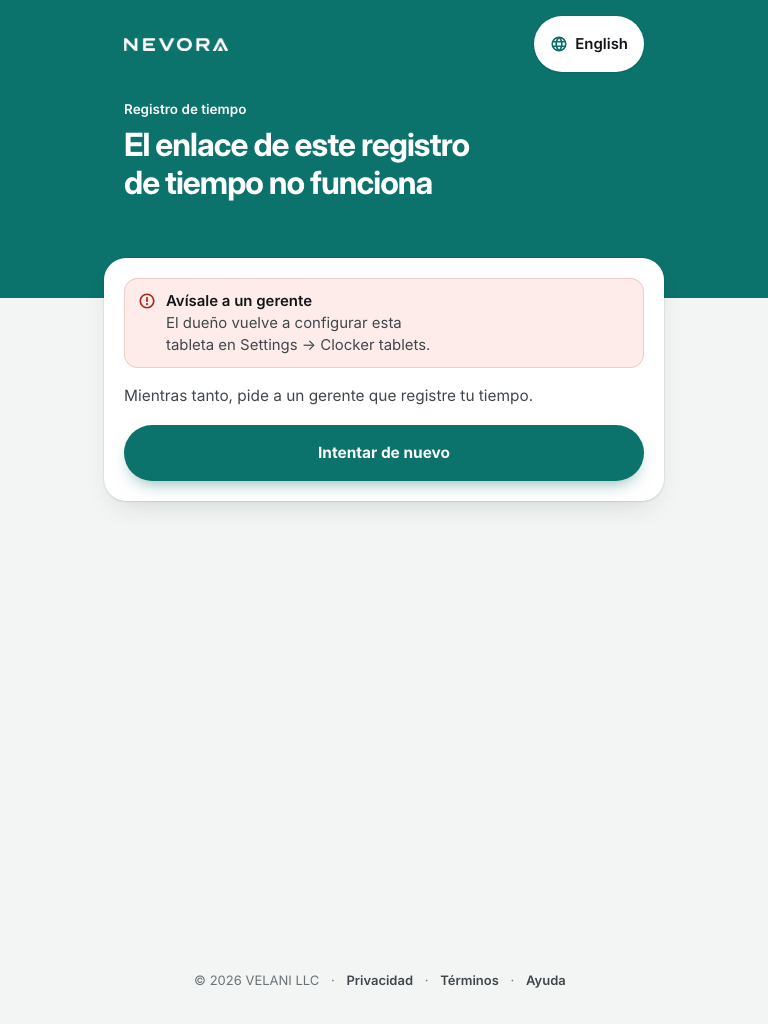 NEVORA
English
Registro de tiempo
El enlace de este registro
de tiempo no funciona
Avísale a un gerente
El dueño vuelve a configurar esta
tableta en Settings → Clocker tablets.
Mientras tanto, pide a un gerente que registre tu tiempo.
Intentar de nuevo
© 2026 VELANI LLC · Privacidad · Términos · Ayuda